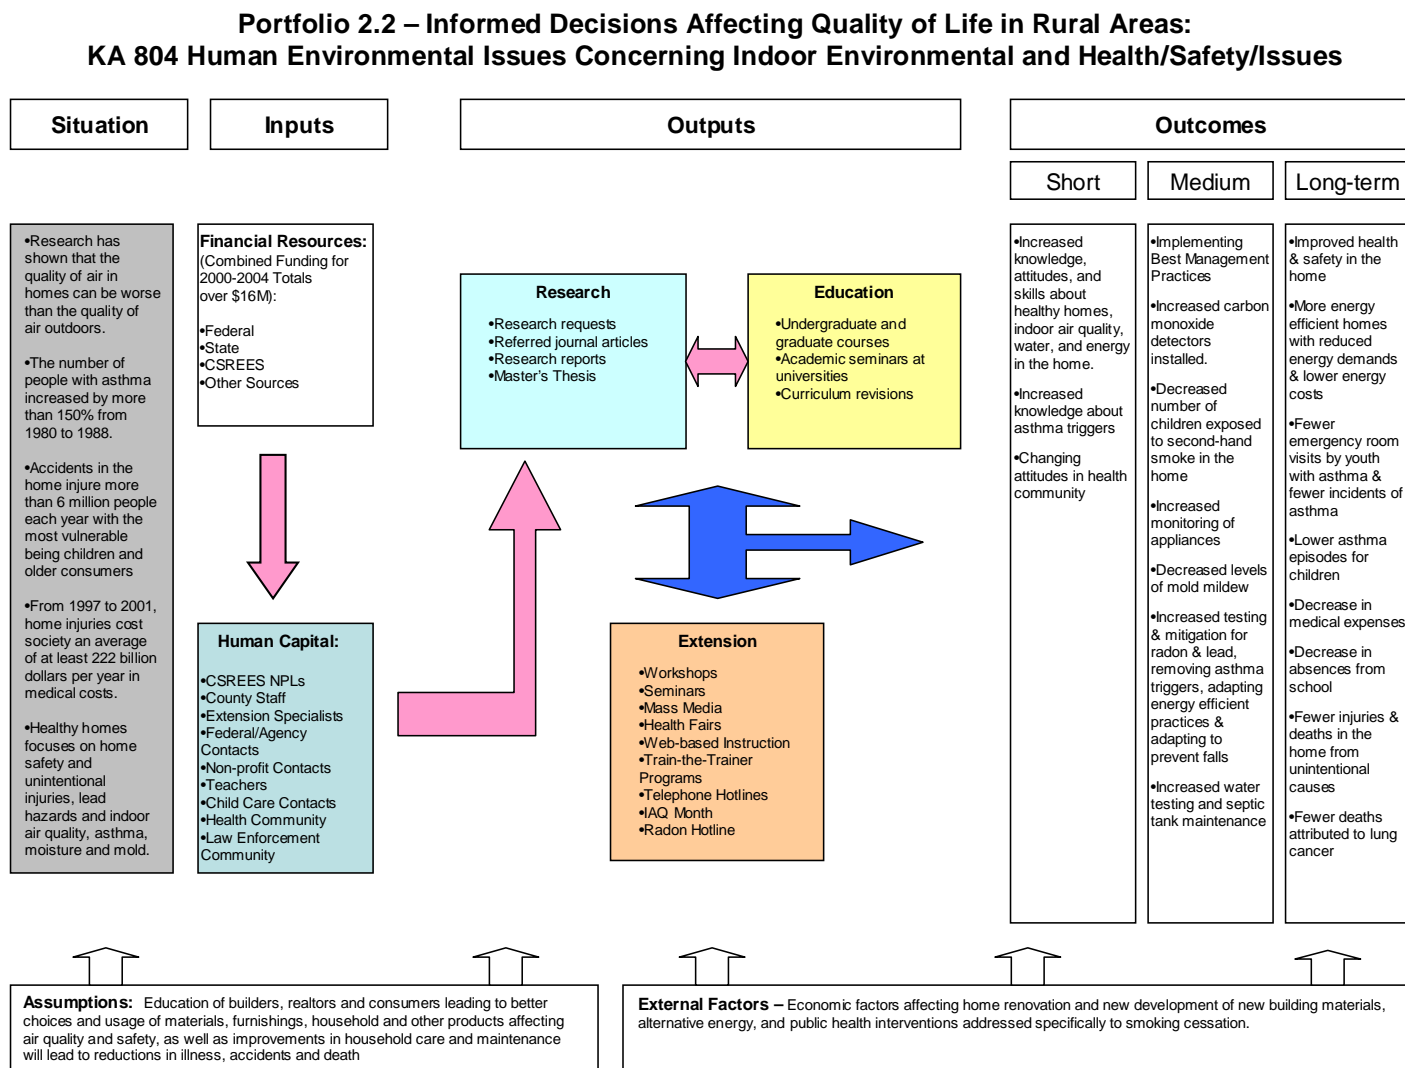 Portfolio 2.2 – Informed Decisions Affecting Quality of Life in Rural Areas:
KA 804 Human Environmental Issues Concerning Indoor Environmental and Health/Safety/Issues
Situation
Inputs
Outputs
Outcomes
Short
Medium
Long-term
•Research has
shown that the
quality of air in
homes can be worse
than the quality of
air outdoors.
•The number of
people with asthma
increased by more
than 150% from
1980 to 1988.
•Accidents in the
home injure more
than 6 million people
each year with the
most vulnerable
being children and
older consumers
•From 1997 to 2001,
home injuries cost
society an average
of at least 222 billion
dollars per year in
medical costs.
•Healthy homes
focuses on home
safety and
unintentional
injuries, lead
hazards and indoor
air quality, asthma,
moisture and mold.
Financial Resources:
(Combined Funding for
2000-2004 Totals
over $16M):
•Federal
•State
•CSREES
•Other Sources
Human Capital:
•CSREES NPLs
•County Staff
•Extension Specialists
•Federal/Agency
Contacts
•Non-profit Contacts
•Teachers
•Child Care Contacts
•Health Community
•Law Enforcement
Community
Research
•Research requests
•Referred journal articles
•Research reports
•Master's Thesis
Education
•Undergraduate and
graduate courses
•Academic seminars at
universities
•Curriculum revisions
Extension
•Workshops
•Seminars
•Mass Media
•Health Fairs
•Web-based Instruction
•Train-the-Trainer
Programs
•Telephone Hotlines
•IAQ Month
•Radon Hotline
•Increased
knowledge,
attitudes, and
skills about
healthy homes,
indoor air quality,
water, and energy
in the home.
•Increased
knowledge about
asthma triggers
•Changing
attitudes in health
community
•Implementing
Best Management
Practices
•Increased carbon
monoxide
detectors
installed.
•Decreased
number of
children exposed
to second-hand
smoke in the
home
•Increased
monitoring of
appliances
•Decreased levels
of mold mildew
•Increased testing
& mitigation for
radon & lead,
removing asthma
triggers, adapting
energy efficient
practices &
adapting to
prevent falls
•Increased water
testing and septic
tank maintenance
•Improved health
& safety in the
home
•More energy
efficient homes
with reduced
energy demands
& lower energy
costs
•Fewer
emergency room
visits by youth
with asthma &
fewer incidents of
asthma
•Lower asthma
episodes for
children
•Decrease in
medical expenses
•Decrease in
absences from
school
•Fewer injuries &
deaths in the
home from
unintentional
causes
•Fewer deaths
attributed to lung
cancer
Assumptions: Education of builders, realtors and consumers leading to better
choices and usage of materials, furnishings, household and other products affecting
air quality and safety, as well as improvements in household care and maintenance
will lead to reductions in illness, accidents and death
External Factors – Economic factors affecting home renovation and new development of new building materials,
alternative energy, and public health interventions addressed specifically to smoking cessation.